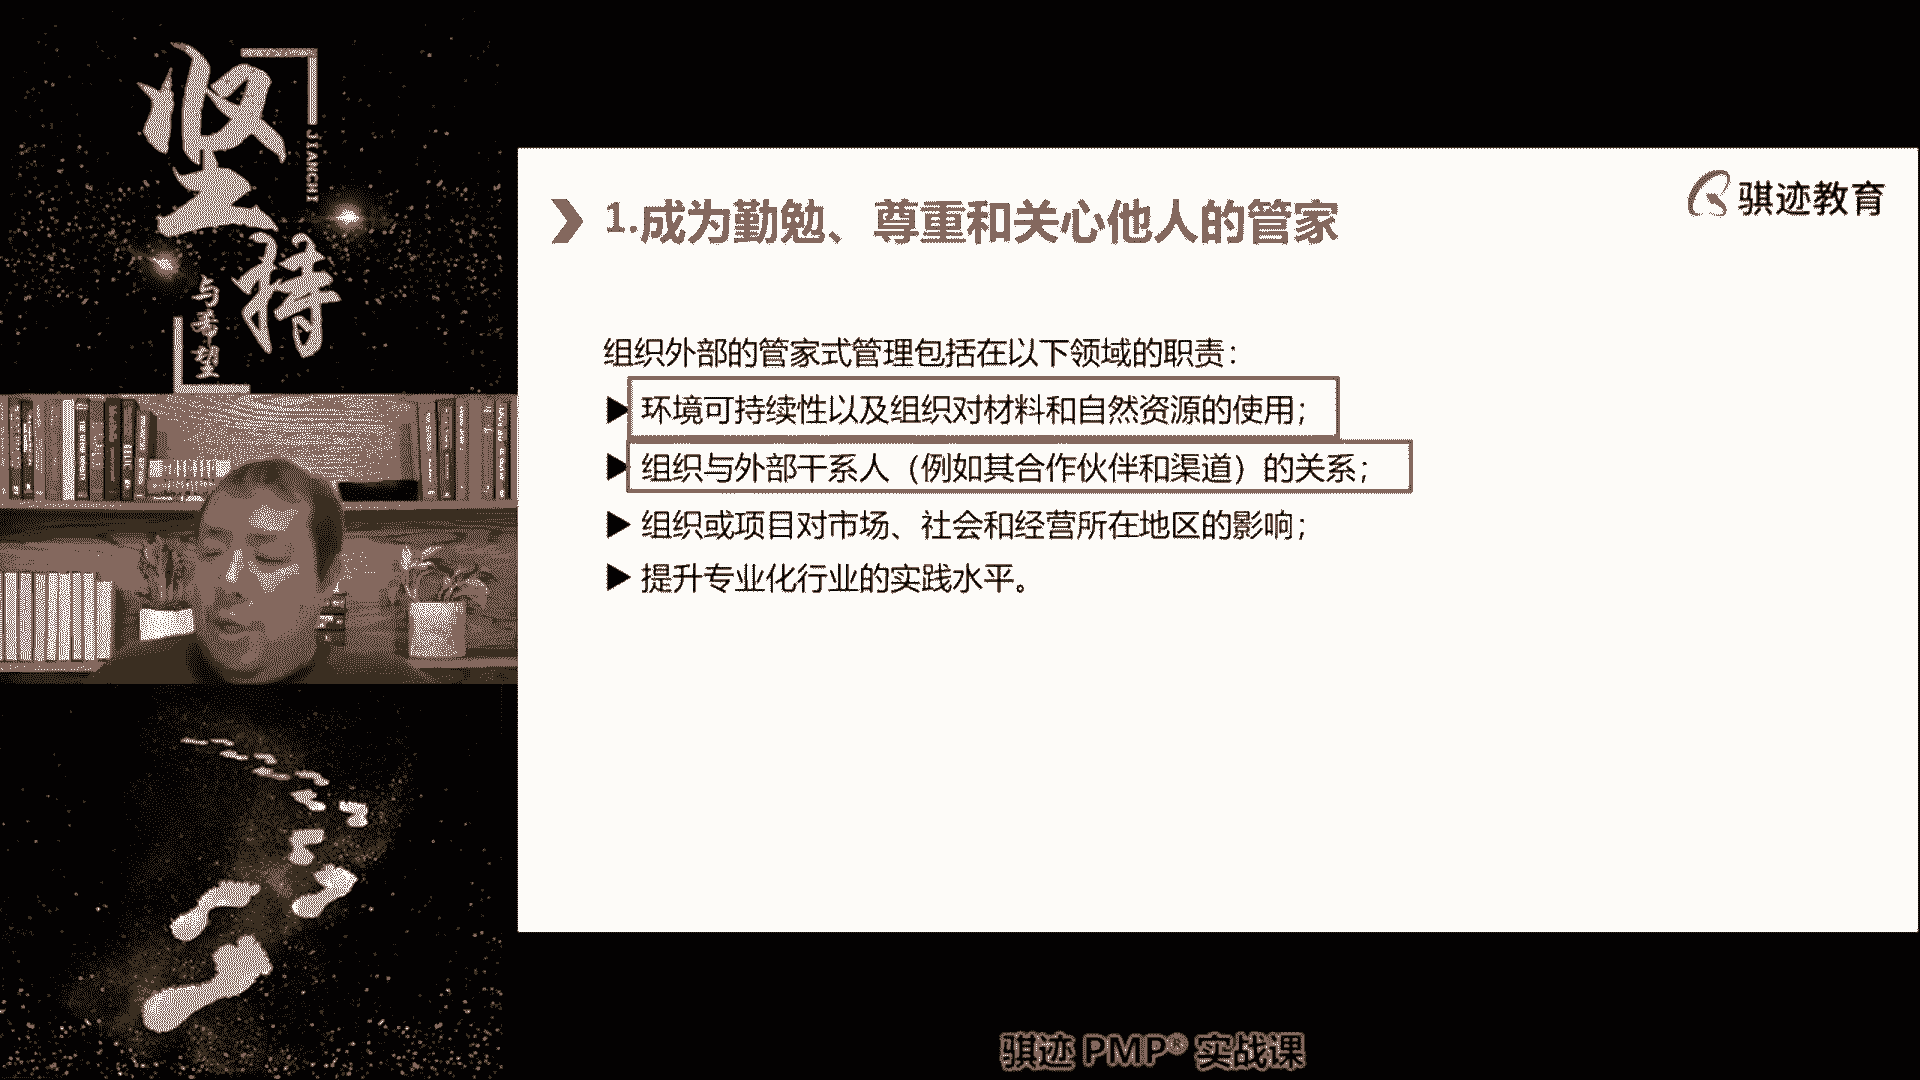 坚持
JIANCHI
与希望
骐迹教育
1.成为勤勉、尊重和关心他人的管家
组织外部的管家式管理包括在以下领域的职责：
▶环境可持续性以及组织对材料和自然资源的使用；
▶组织与外部干系人（例如其合作伙伴和渠道）的关系；
▶组织或项目对市场、社会和经营所在地区的影响；
▶提升专业化行业的实践水平。
骐迹 PMP® 实战课